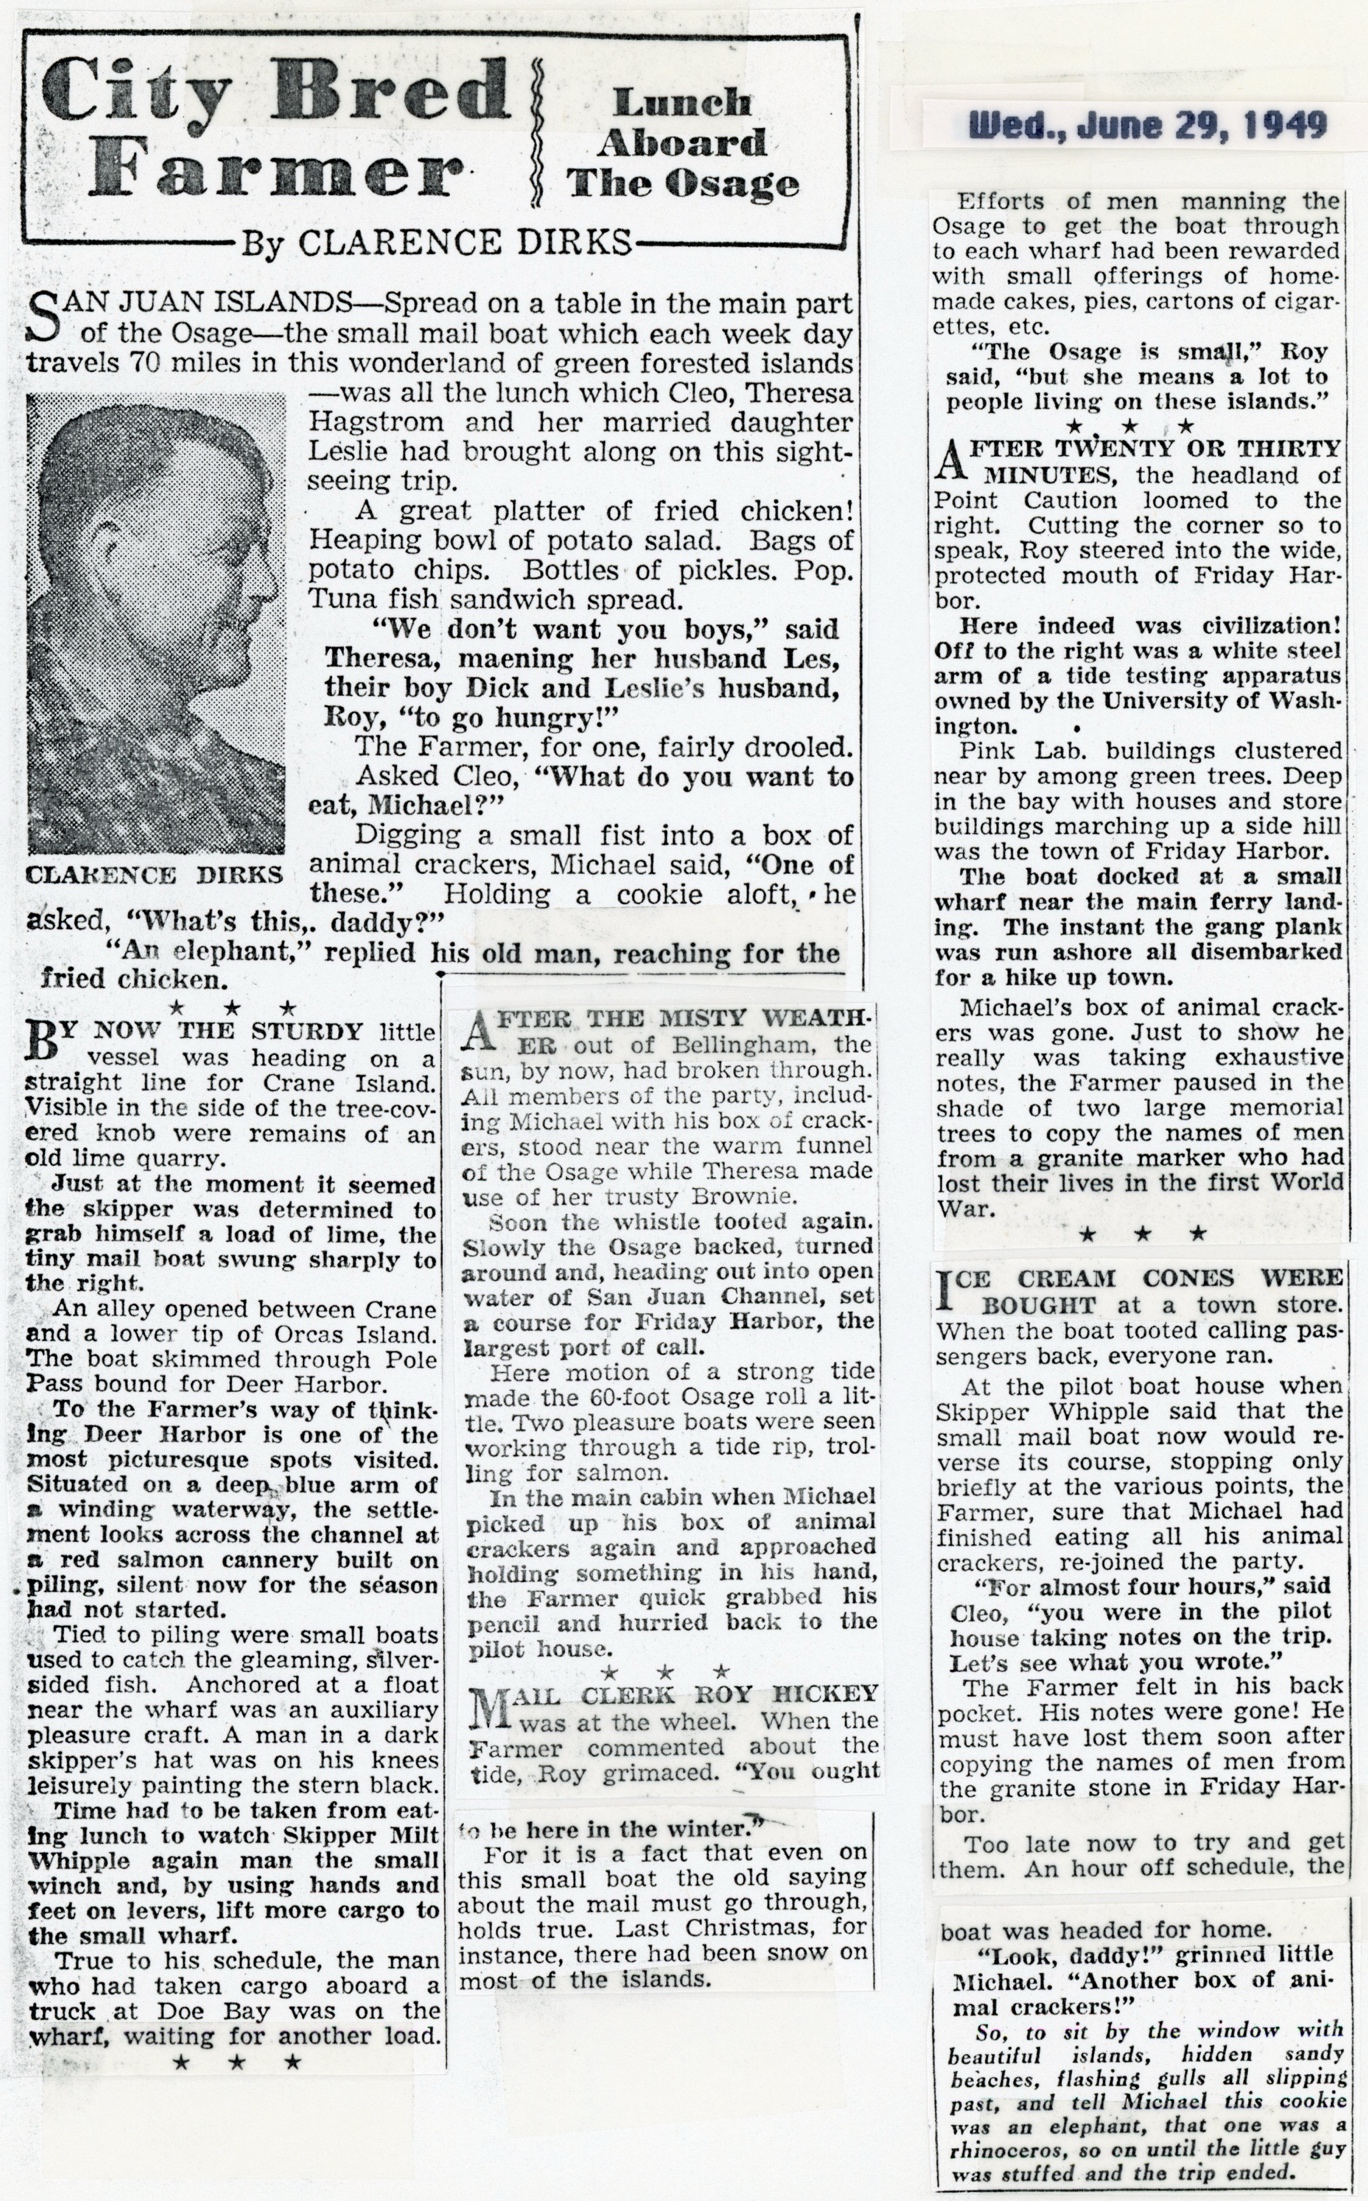 City Bred
Farmer
Lunch
Aboard
The Osage
By CLARENCE DIRKS
SAN JUAN ISLANDS—Spread on a table in the main part
of the Osage—the small mail boat which each week day
travels 70 miles in this wonderland of green forested islands
—was all the lunch which Cleo, Theresa
Hagstrom and her married daughter
Leslie had brought along on this sight-
seeing trip.
A great platter of fried chicken!
Heaping bowl of potato salad. Bags of
potato chips. Bottles of pickles. Pop.
Tuna fish sandwich spread.
"We don't want you boys," said
Theresa, maening her husband Les,
their boy Dick and Leslie's husband,
Roy, "to go hungry!"
The Farmer, for one, fairly drooled.
Asked Cleo, "What do you want to
eat, Michael?"
Digging a small fist into a box of
animal crackers, Michael said, "One of
these." Holding a cookie aloft, he
CLARENCE DIRKS
asked, "What's this,. daddy?"
"An elephant," replied his old man, reaching for the
fried chicken.
★ ★ ★
BY NOW THE STURDY little
vessel was heading on a
straight line for Crane Island.
Visible in the side of the tree-cov-
ered knob were remains of an
old lime quarry.
Just at the moment it seemed
the skipper was determined to
grab himself a load of lime, the
tiny mail boat swung sharply to
the right.
An alley opened between Crane
and a lower tip of Orcas Island.
The boat skimmed through Pole
Pass bound for Deer Harbor.
To the Farmer's way of think-
ing Deer Harbor is one of the
most picturesque spots visited.
Situated on a deep blue arm of
a winding waterway, the settle-
ment looks across the channel at
a red salmon cannery built on
piling, silent now for the season
had not started.
Tied to piling were small boats
used to catch the gleaming, silver-
sided fish. Anchored at a float
near the wharf was an auxiliary
pleasure craft. A man in a dark
skipper's hat was on his knees
leisurely painting the stern black.
Time had to be taken from eat-
ing lunch to watch Skipper Milt
Whipple again man the small
winch and, by using hands and
feet on levers, lift more cargo to
the small wharf.
True to his schedule, the man
who had taken cargo aboard a
truck at Doe Bay was on the
wharf, waiting for another load.
★ ★ ★
AFTER THE MISTY WEATH-
ER out of Bellingham, the
sun, by now, had broken through.
All members of the party, includ-
ing Michael with his box of crack-
ers, stood near the warm funnel
of the Osage while Theresa made
use of her trusty Brownie.
Soon the whistle tooted again.
Slowly the Osage backed, turned
around and, heading out into open
water of San Juan Channel, set
a course for Friday Harbor, the
largest port of call.
Here motion of a strong tide
made the 60-foot Osage roll a lit-
tle. Two pleasure boats were seen
working through a tide rip, trol-
ling for salmon.
In the main cabin when Michael
picked up his box of animal
crackers again and approached
holding something in his hand,
the Farmer quick grabbed his
pencil and hurried back to the
pilot house.
★ ★ ★
MAIL CLERK ROY HICKEY
was at the wheel. When the
Farmer commented about the
tide, Roy grimaced. "You ought
to be here in the winter."
For it is a fact that even on
this small boat the old saying
about the mail must go through,
holds true. Last Christmas, for
instance, there had been snow on
most of the islands.
Wed., June 29, 1949
Efforts of men manning the
Osage to get the boat through
to each wharf had been rewarded
with small offerings of home-
made cakes, pies, cartons of cigar-
ettes, etc.
"The Osage is small," Roy
said, "but she means a lot to
people living on these islands."
★ ★ ★
AFTER TWENTY OR THIRTY
MINUTES, the headland of
Point Caution loomed to the
right. Cutting the corner so to
speak, Roy steered into the wide,
protected mouth of Friday Har-
bor.
Here indeed was civilization!
Off to the right was a white steel
arm of a tide testing apparatus
owned by the University of Wash-
ington.
Pink Lab. buildings clustered
near by among green trees. Deep
in the bay with houses and store
buildings marching up a side hill
was the town of Friday Harbor.
The boat docked at a small
wharf near the main ferry land-
ing. The instant the gang plank
was run ashore all disembarked
for a hike up town.
Michael's box of animal crack-
ers was gone. Just to show he
really was taking exhaustive
notes, the Farmer paused in the
shade of two large memorial
trees to copy the names of men
from a granite marker who had
lost their lives in the first World
War.
★ ★ ★
ICE CREAM CONES WERE
BOUGHT at a town store.
When the boat tooted calling pas-
sengers back, everyone ran.
At the pilot boat house when
Skipper Whipple said that the
small mail boat now would re-
verse its course, stopping only
briefly at the various points, the
Farmer, sure that Michael had
finished eating all his animal
crackers, re-joined the party.
"For almost four hours," said
Cleo, "you were in the pilot
house taking notes on the trip.
Let's see what you wrote."
The Farmer felt in his back
pocket. His notes were gone! He
must have lost them soon after
copying the names of men from
the granite stone in Friday Har-
bor.
Too late now to try and get
them. An hour off schedule, the
boat was headed for home.
"Look, daddy!" grinned little
Michael. "Another box of ani-
mal crackers!"
So, to sit by the window with
beautiful islands, hidden sandy
beaches, flashing gulls all slipping
past, and tell Michael this cookie
was an elephant, that one was a
rhinoceros, so on until the little guy
was stuffed and the trip ended.